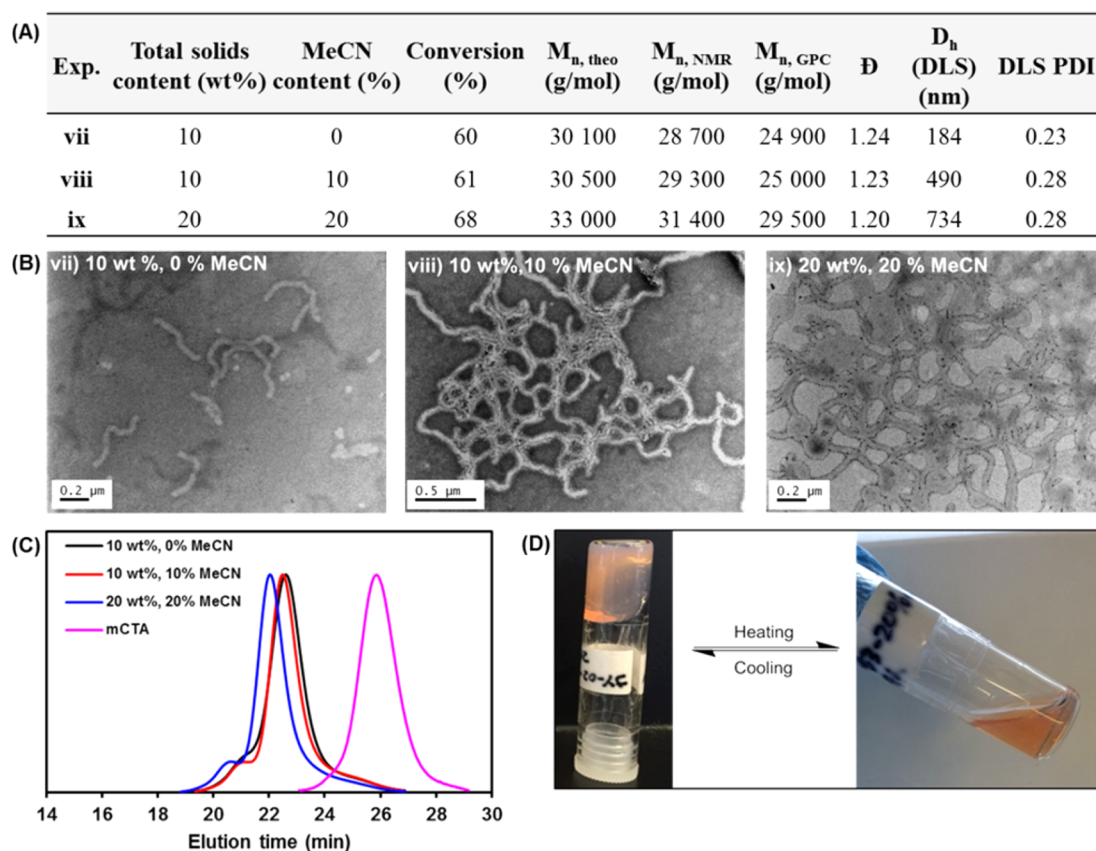 (A)
Exp. Total solids content (wt%) MeCN content (%) Conversion (%) Mn, theo (g/mol) Mn, NMR (g/mol) Mn, GPC (g/mol) Đ Dh (DLS) (nm) DLS PDI
vii 10 0 60 30 100 28 700 24 900 1.24 184 0.23
viii 10 10 61 30 500 29 300 25 000 1.23 490 0.28
ix 20 20 68 33 000 31 400 29 500 1.20 734 0.28
(B)
vii) 10 wt %, 0 % MeCN
viii) 10 wt%,10 % MeCN
ix) 20 wt%, 20 % MeCN
0.2 µm
0.5 µm
0.2 µm
(C)
10 wt%, 0% MeCN
10 wt%, 10% MeCN
20 wt%, 20% MeCN
mCTA
14 16 18 20 22 24 26 28 30
Elution time (min)
(D)
Heating
Cooling